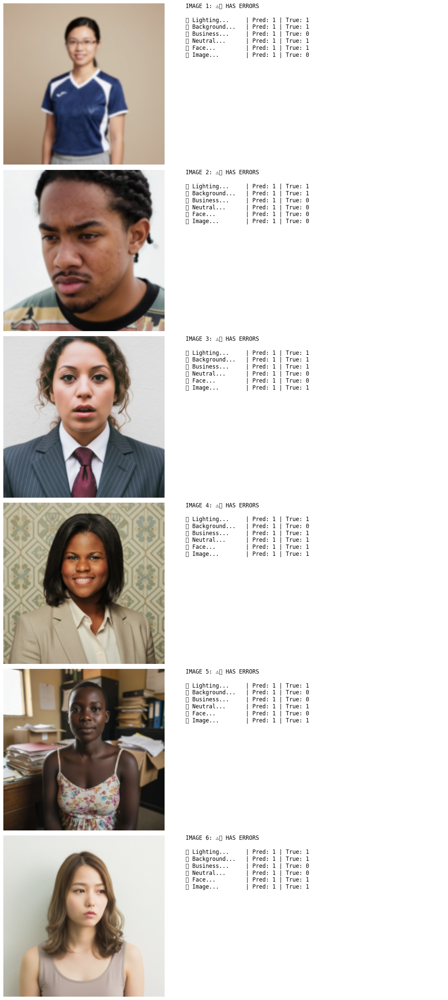 IMAGE 1: ⚠▯ HAS ERRORS
▯ Lighting... | Pred: 1 | True: 1
▯ Background... | Pred: 1 | True: 1
▯ Business... | Pred: 1 | True: 0
▯ Neutral... | Pred: 1 | True: 1
▯ Face... | Pred: 1 | True: 1
▯ Image... | Pred: 1 | True: 0
IMAGE 2: ⚠▯ HAS ERRORS
▯ Lighting... | Pred: 1 | True: 1
▯ Background... | Pred: 1 | True: 1
▯ Business... | Pred: 1 | True: 0
▯ Neutral... | Pred: 1 | True: 0
▯ Face... | Pred: 1 | True: 0
▯ Image... | Pred: 1 | True: 0
IMAGE 3: ⚠▯ HAS ERRORS
▯ Lighting... | Pred: 1 | True: 1
▯ Background... | Pred: 1 | True: 1
▯ Business... | Pred: 1 | True: 1
▯ Neutral... | Pred: 1 | True: 0
▯ Face... | Pred: 1 | True: 0
▯ Image... | Pred: 1 | True: 1
IMAGE 4: ⚠▯ HAS ERRORS
▯ Lighting... | Pred: 1 | True: 1
▯ Background... | Pred: 1 | True: 0
▯ Business... | Pred: 1 | True: 1
▯ Neutral... | Pred: 1 | True: 1
▯ Face... | Pred: 1 | True: 1
▯ Image... | Pred: 1 | True: 1
IMAGE 5: ⚠▯ HAS ERRORS
▯ Lighting... | Pred: 1 | True: 1
▯ Background... | Pred: 1 | True: 0
▯ Business... | Pred: 1 | True: 0
▯ Neutral... | Pred: 1 | True: 1
▯ Face... | Pred: 1 | True: 0
▯ Image... | Pred: 1 | True: 1
IMAGE 6: ⚠▯ HAS ERRORS
▯ Lighting... | Pred: 1 | True: 1
▯ Background... | Pred: 1 | True: 1
▯ Business... | Pred: 1 | True: 0
▯ Neutral... | Pred: 1 | True: 0
▯ Face... | Pred: 1 | True: 1
▯ Image... | Pred: 1 | True: 1